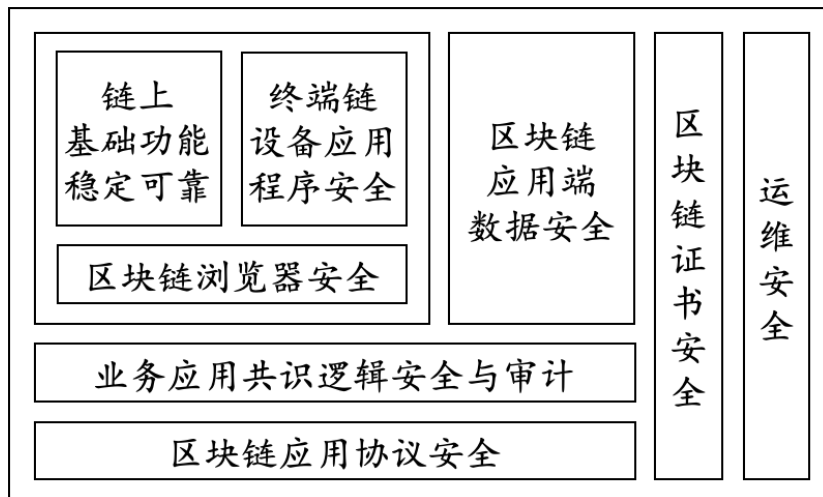 链上
基础功能
稳定可靠
终端链
设备应用
程序安全
区块链浏览器安全
区块链
应用端
数据安全
业务应用共识逻辑安全与审计
区块链应用协议安全
区块链证书安全
运维安全